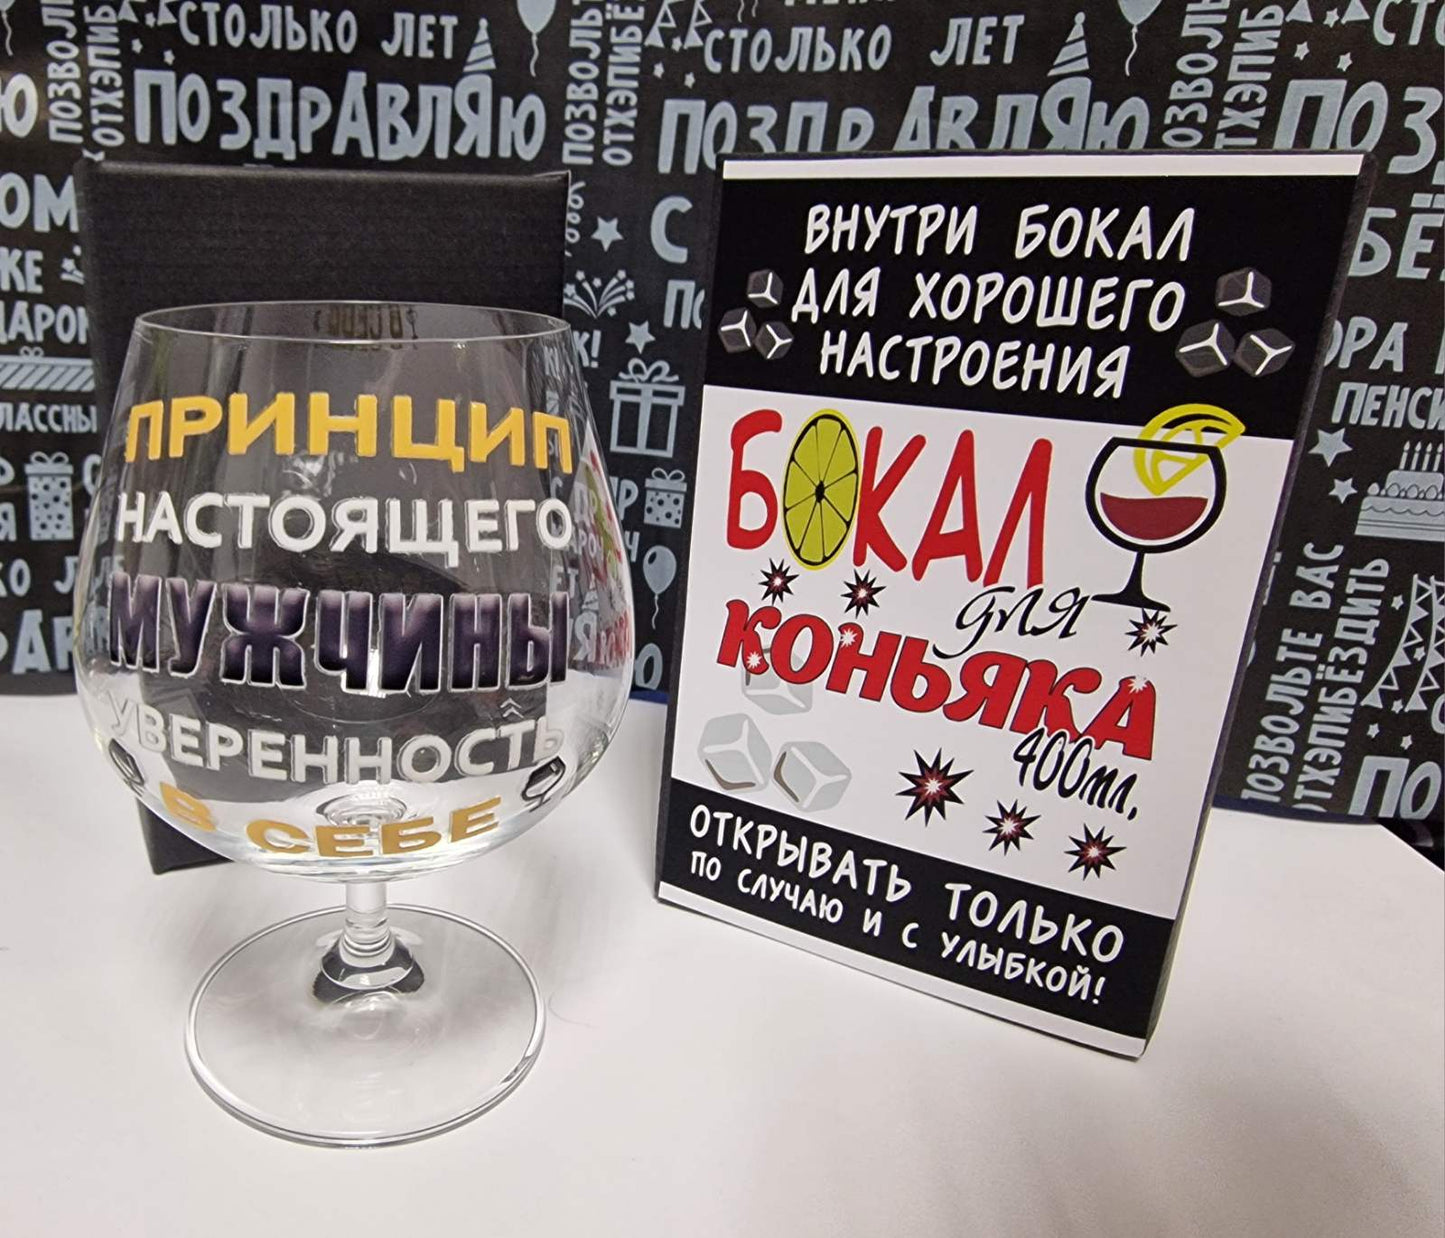 ПРИНЦИП
НАСТОЯЩЕГО
МУЖЧИНЫ
УВЕРЕННОСТЬ
В СЕБЕ
ВНУТРИ БОКАЛ
ДЛЯ ХОРОШЕГО
НАСТРОЕНИЯ
БОКАЛ
для
КОНЬЯКА
400мл.
ОТКРЫВАТЬ ТОЛЬКО
ПО СЛУЧАЮ И С УЛЫБКОЙ!
СТОЛЬКО ЛЕТ
ПОЗДРАВЛЯЮ
СТОЛЬКО ЛЕТ
ПОЗДРАВЛЯЮ
ПОЗВОЛЬТЕ ВАС
ОТХЭПИБЁЗДИТЬ